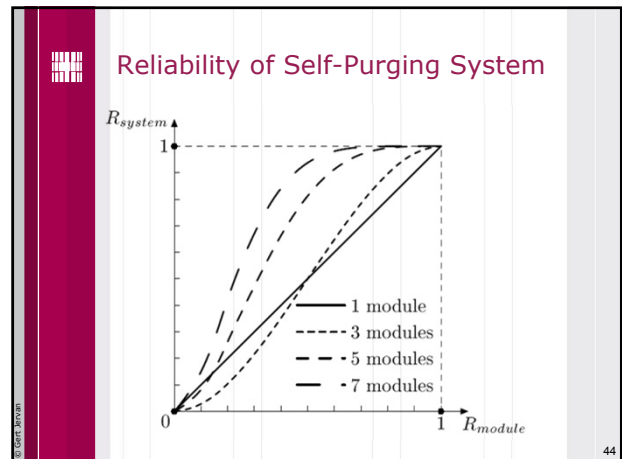 Reliability of Self-Purging System
R_system
1
1 module
3 modules
5 modules
7 modules
0
1
R_module
© Gert Jervan
44